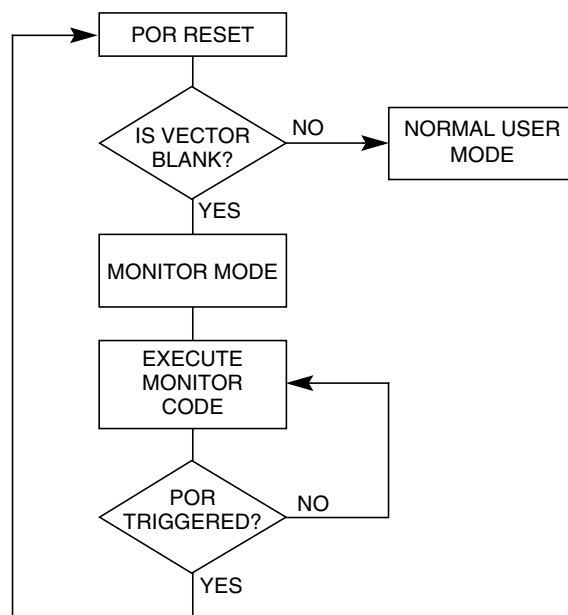 POR RESET
IS VECTOR
BLANK?
NO
NORMAL USER
MODE
YES
MONITOR MODE
EXECUTE
MONITOR
CODE
POR
TRIGGERED?
NO
YES